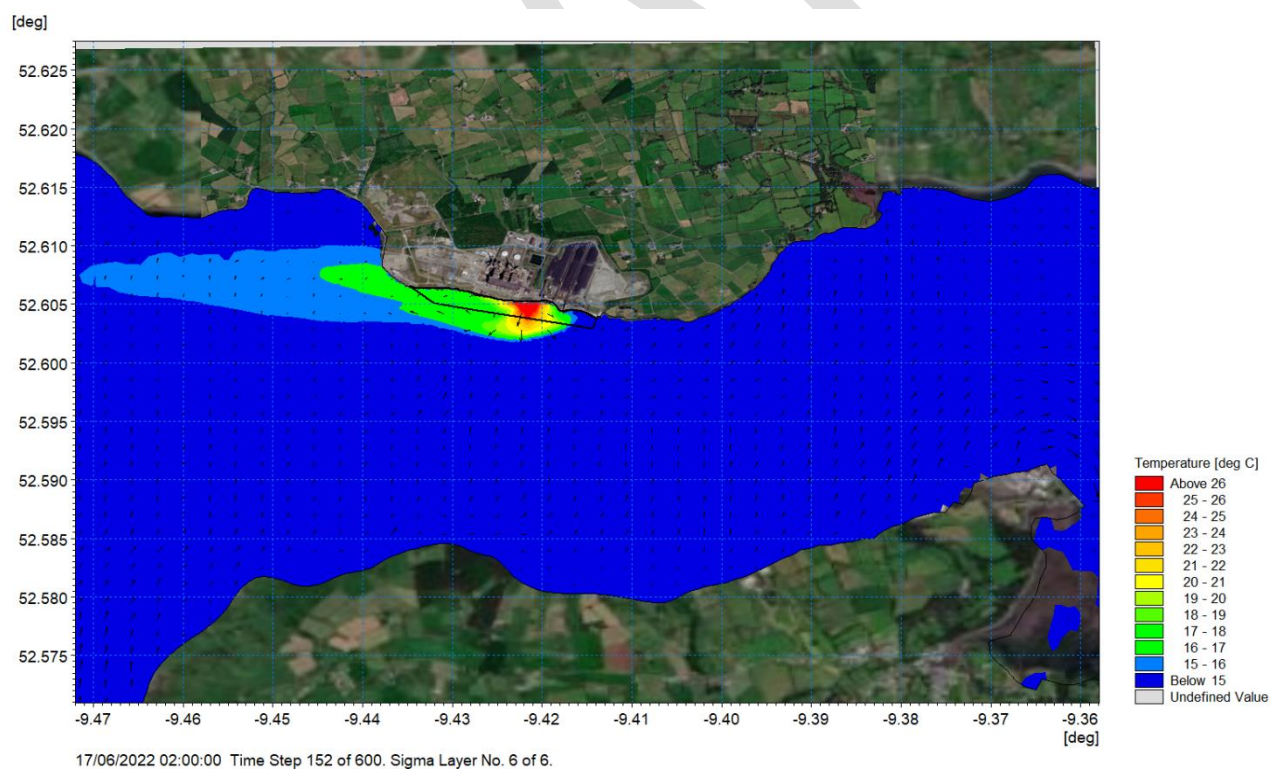 [deg]
52.625
52.620
52.615
52.610
52.605
52.600
52.595
52.590
52.585
52.580
52.575
-9.47 -9.46 -9.45 -9.44 -9.43 -9.42 -9.41 -9.40 -9.39 -9.38 -9.37 -9.36
[deg]
Temperature [deg C]
Above 26
25 - 26
24 - 25
23 - 24
22 - 23
21 - 22
20 - 21
19 - 20
18 - 19
17 - 18
16 - 17
15 - 16
Below 15
Undefined Value
17/06/2022 02:00:00 Time Step 152 of 600. Sigma Layer No. 6 of 6.